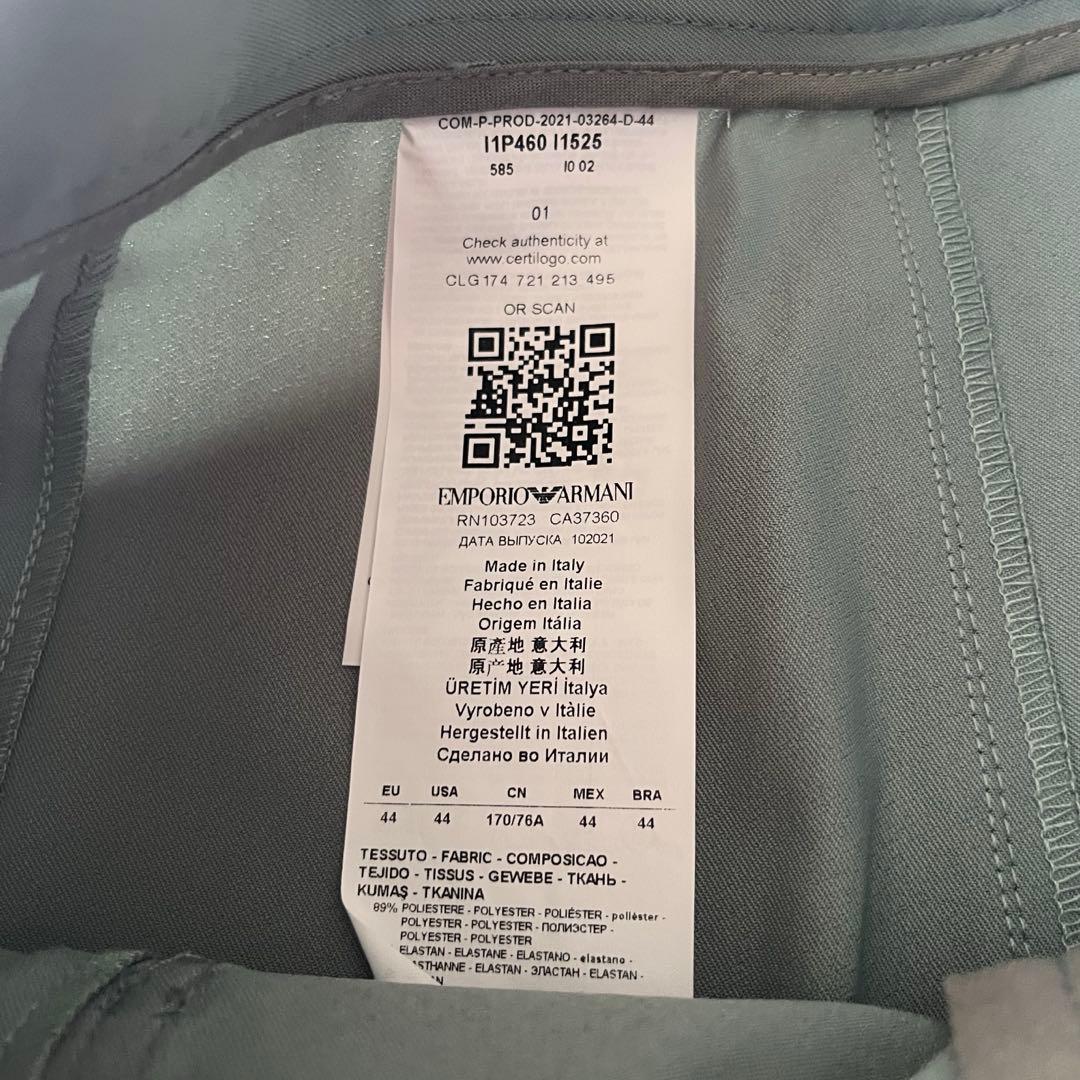 COM-P-PROD-2021-03264-D-44
I1P460 I1525
585 I0 02
01
Check authenticity at
www.certilogo.com
CLG 174 721 213 495
OR SCAN
EMPORIO ARMANI
RN103723 CA37360
ДАТА ВЫПУСКА 102021
Made in Italy
Fabriqué en Italie
Hecho en Italia
Origem Itália
原產地 意大利
原产地 意大利
ÜRETİM YERİ İtalya
Vyrobeno v Itàlie
Hergestellt in Italien
Сделано во Италии
EU USA CN MEX BRA
44 44 170/76A 44 44
TESSUTO - FABRIC - COMPOSICAO -
TEJIDO - TISSUS - GEWEBE - ТКАНЬ -
KUMAŞ - TKANINA
89% POLIESTERE - POLYESTER - POLIÉSTER - poliéster -
POLYESTER - POLYESTER - ПОЛИЭСТЕР -
POLYESTER - POLYESTER
ELASTAN - ELASTANE - ELASTANO - elastano -
ELASTAN - ЭЛАСТАН - ELASTAN -